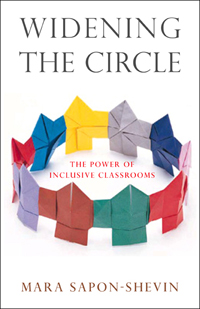 WIDENING
THE CIRCLE
THE POWER OF
INCLUSIVE CLASSROOMS
MARA SAPON-SHEVIN